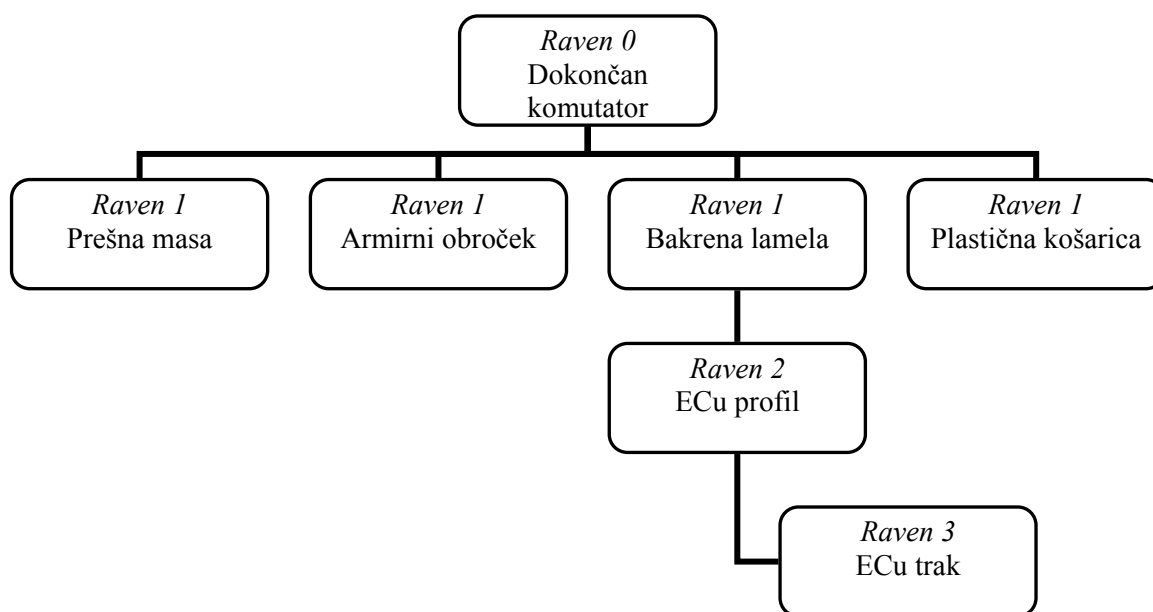 Raven 0
Dokončan
komutator
Raven 1
Prešna masa
Raven 1
Armirni obroček
Raven 1
Bakrena lamela
Raven 1
Plastična košarica
Raven 2
ECu profil
Raven 3
ECu trak